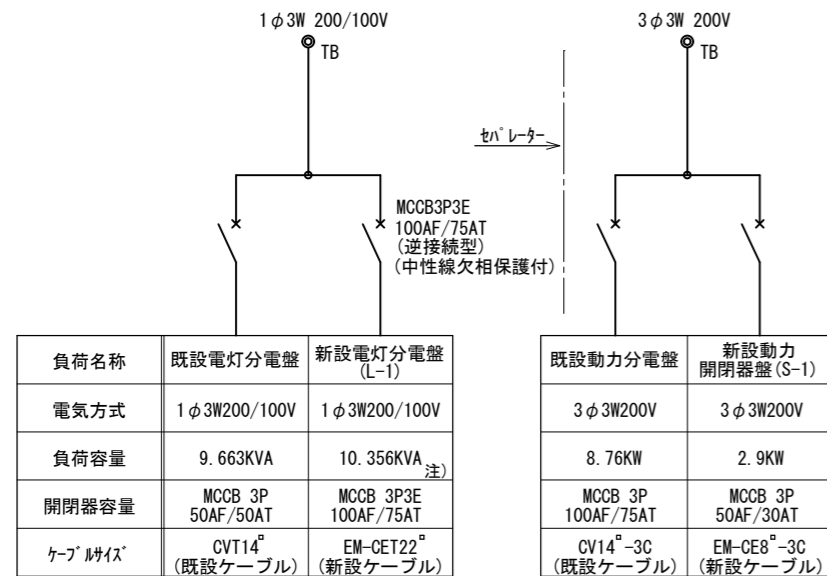 1φ3W 200/100V
TB
3φ3W 200V
TB
ｾﾊﾟﾚｰﾀｰ
MCCB3P3E
100AF/75AT
(逆接続型)
(中性線欠相保護付)
負荷名称 既設電灯分電盤 新設電灯分電盤
(L-1)
電気方式 1φ3W200/100V 1φ3W200/100V
負荷容量 9.663KVA 10.356KVA 注)
開閉器容量 MCCB 3P MCCB 3P3E
50AF/50AT 100AF/75AT
ｹｰﾌﾞﾙｻｲｽﾞ CVT14□ EM-CET22□
(既設ケーブル) (新設ケーブル)
既設動力分電盤 新設動力
開閉器盤(S-1)
3φ3W200V 3φ3W200V
8.76KW 2.9KW
MCCB 3P MCCB 3P
100AF/75AT 50AF/30AT
CV14□-3C EM-CE8□-3C
(既設ケーブル) (新設ケーブル)